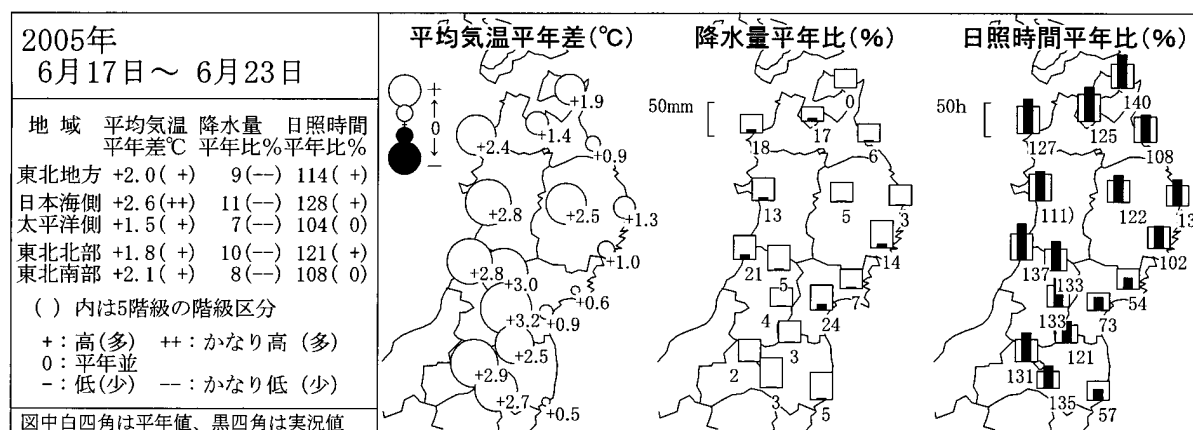 2005年
6月17日～ 6月23日
地 域 平均気温 降水量 日照時間
平年差℃ 平年比% 平年比%
東北地方 +2.0( +) 9(--) 114( +)
日本海側 +2.6(++) 11(--) 128( +)
太平洋側 +1.5( +) 7(--) 104( 0)
東北北部 +1.8( +) 10(--) 121( +)
東北南部 +2.1( +) 8(--) 108( 0)
( ) 内は5階級の階級区分
+：高(多) ++：かなり高 (多)
0：平年並
-：低(少) --：かなり低 (少)
図中白四角は平年値、黒四角は実況値
平均気温平年差(℃)
+
↑
0
↓
-
+1.9
+1.4
+2.4
+0.9
+2.8
+2.5
+1.3
+1.0
+2.8
+3.0
+0.6
+3.2
+0.9
+2.5
+2.9
+2.7
+0.5
降水量平年比(%)
50mm
0
17
18
6
13
5
3
14
21
5
7
4
24
3
2
3
5
日照時間平年比(%)
50h
140
125
127
108
111)
122
13
102
137
133
54
133
73
121
131
135
57